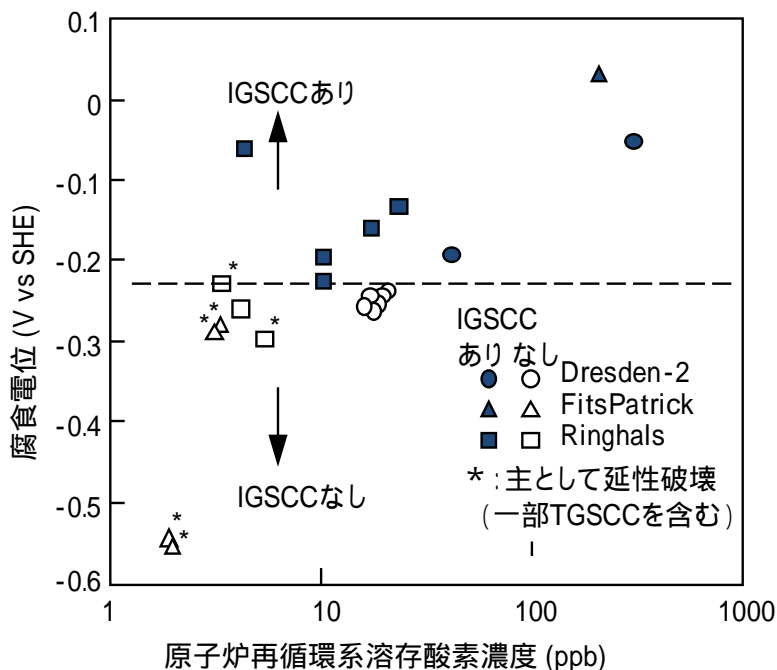 0.1
0
-0.1
-0.2
-0.3
-0.4
-0.5
-0.6
腐食電位 (V vs SHE)
IGSCCあり
*
*
*
*
IGSCC
あり なし
Dresden-2
FitsPatrick
Ringhals
* : 主として延性破壊
(一部TGSCCを含む)
IGSCCなし
*
*
1
10
100
1000
原子炉再循環系溶存酸素濃度 (ppb)